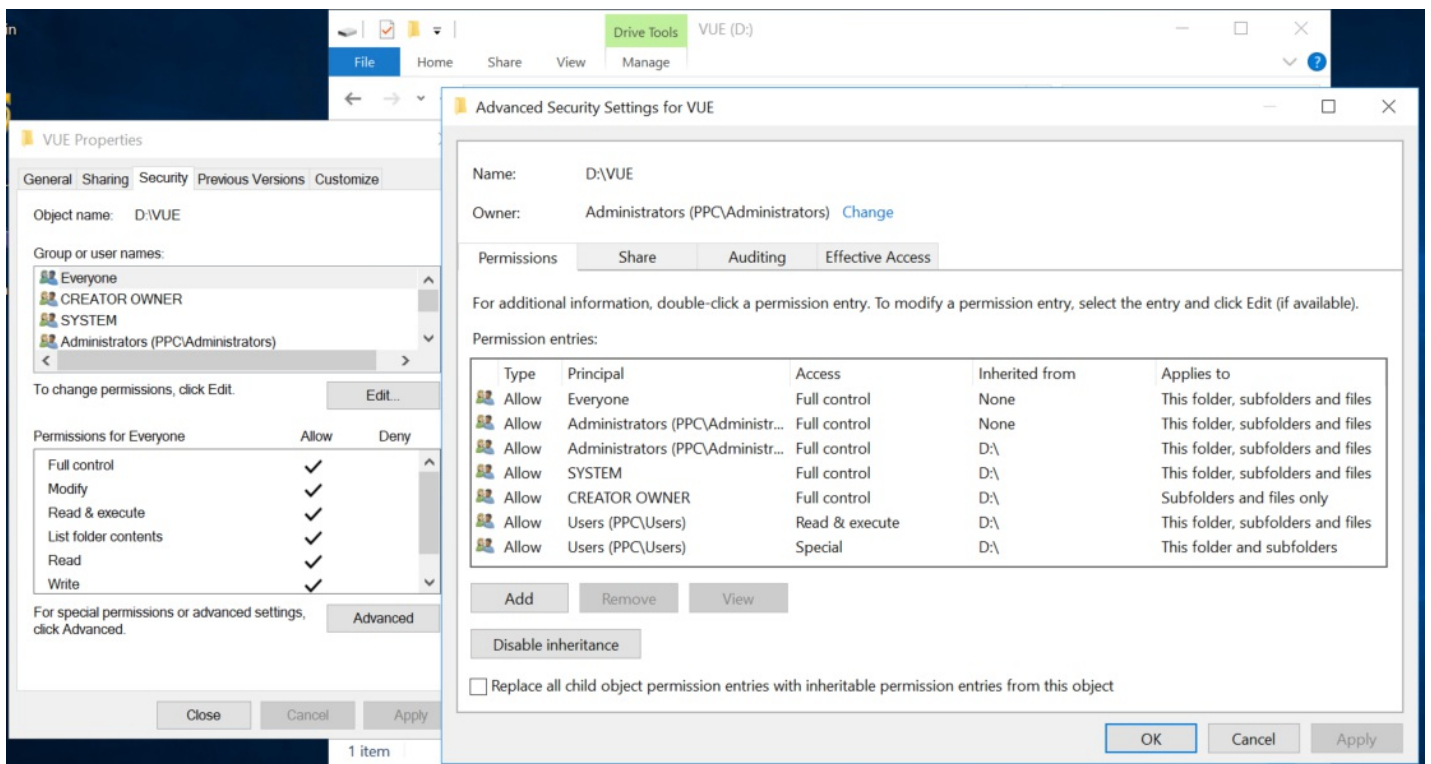 in
Drive Tools
VUE (D:)
File
Home
Share
View
Manage
VUE Properties
General
Sharing
Security
Previous Versions
Customize
Object name:
D:\VUE
Group or user names:
Everyone
CREATOR OWNER
SYSTEM
Administrators (PPC\Administrators)
To change permissions, click Edit.
Edit...
Permissions for Everyone
Allow
Deny
Full control
Modify
Read & execute
List folder contents
Read
Write
For special permissions or advanced settings,
click Advanced.
Advanced
Close
Cancel
Apply
1 item
Advanced Security Settings for VUE
Name:
D:\VUE
Owner:
Administrators (PPC\Administrators)
Change
Permissions
Share
Auditing
Effective Access
For additional information, double-click a permission entry. To modify a permission entry, select the entry and click Edit (if available).
Permission entries:
Type Principal Access Inherited from Applies to
Allow Everyone Full control None This folder, subfolders and files
Allow Administrators (PPC\Administr... Full control None This folder, subfolders and files
Allow Administrators (PPC\Administr... Full control D:\ This folder, subfolders and files
Allow SYSTEM Full control D:\ This folder, subfolders and files
Allow CREATOR OWNER Full control D:\ Subfolders and files only
Allow Users (PPC\Users) Read & execute D:\ This folder, subfolders and files
Allow Users (PPC\Users) Special D:\ This folder and subfolders
Add
Remove
View
Disable inheritance
Replace all child object permission entries with inheritable permission entries from this object
OK
Cancel
Apply